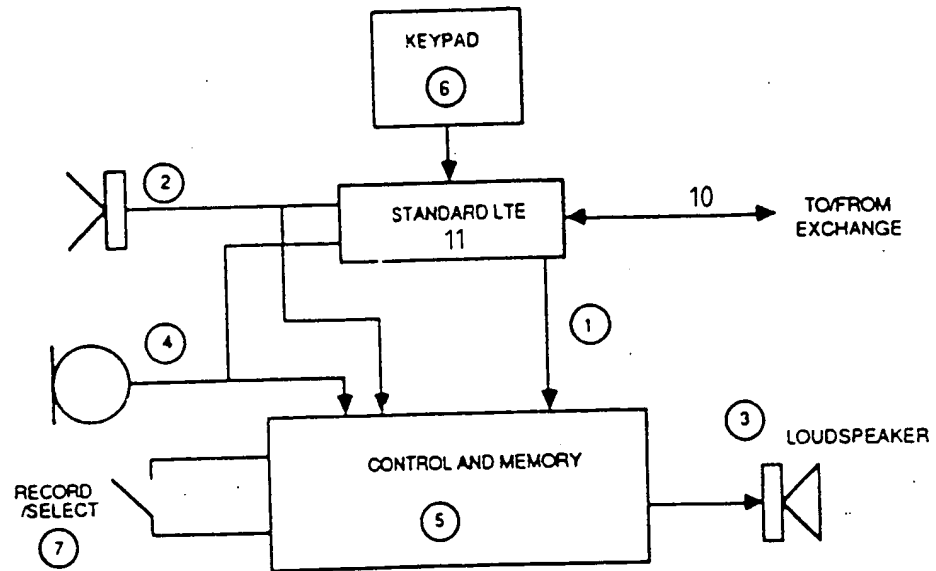 KEYPAD
6
2
STANDARD LTE
11
10
TO/FROM
EXCHANGE
1
4
3
LOUDSPEAKER
CONTROL AND MEMORY
5
RECORD
/SELECT
7